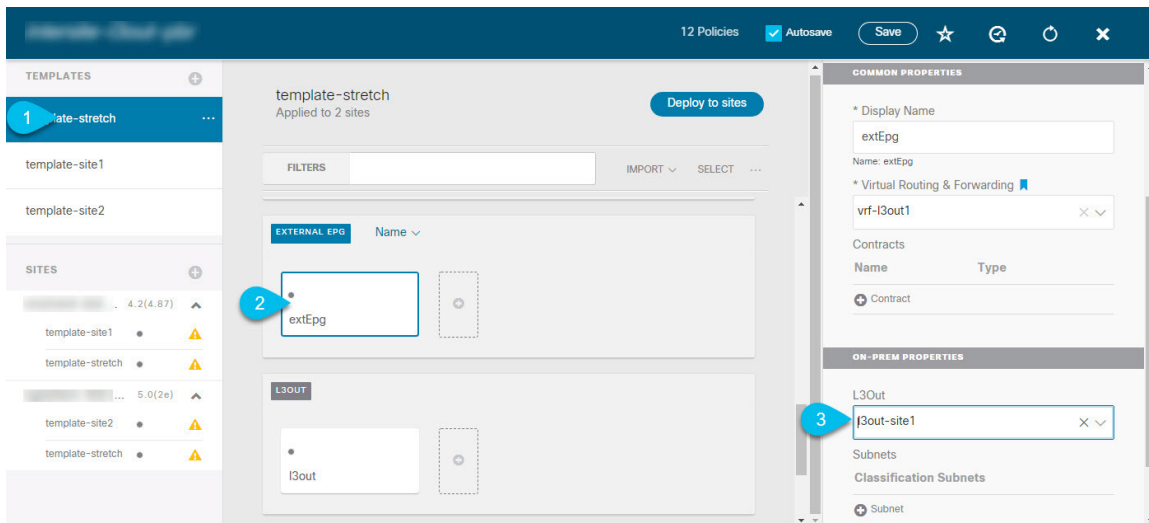 12 Policies
Autosave
Save
TEMPLATES
1
late-stretch
template-site1
template-site2
SITES
4.2(4.87)
template-site1
template-stretch
... 5.0(2e)
template-site2
template-stretch
template-stretch
Applied to 2 sites
Deploy to sites
FILTERS
IMPORT
SELECT
...
EXTERNAL EPG
Name
2
extEpg
L3OUT
l3out
COMMON PROPERTIES
* Display Name
extEpg
Name: extEpg
* Virtual Routing & Forwarding
vrf-l3out1
Contracts
Name Type
Contract
ON-PREM PROPERTIES
L3Out
3
l3out-site1
Subnets
Classification Subnets
Subnet